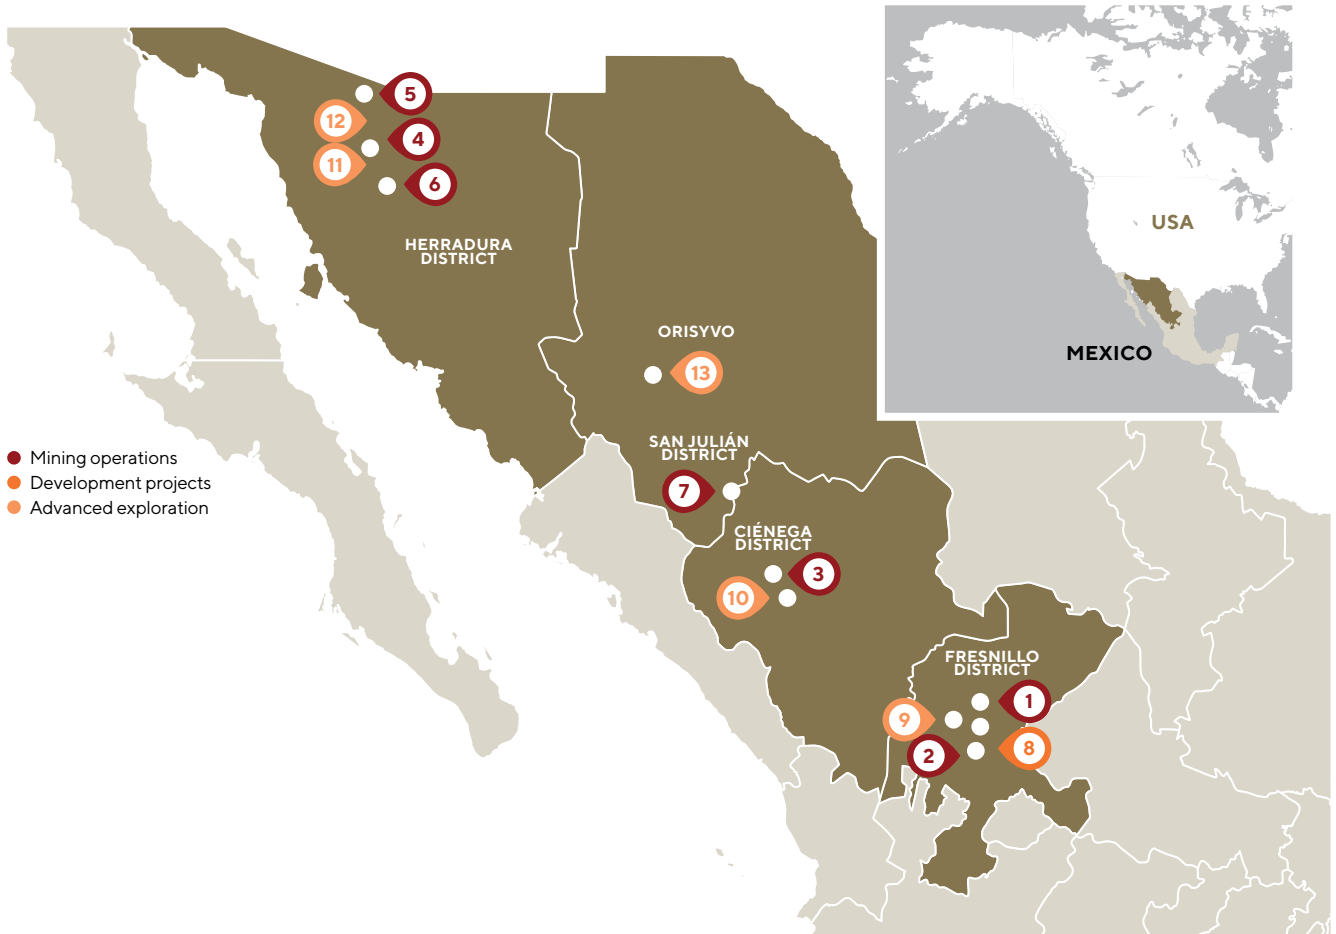 5
12
4
11
6
HERRADURA
DISTRICT
ORISYVO
13
SAN JULIÁN
DISTRICT
7
CIÉNEGA
DISTRICT
3
10
FRESNILLO
DISTRICT
1
9
2
8
Mining operations
Development projects
Advanced exploration
USA
MEXICO